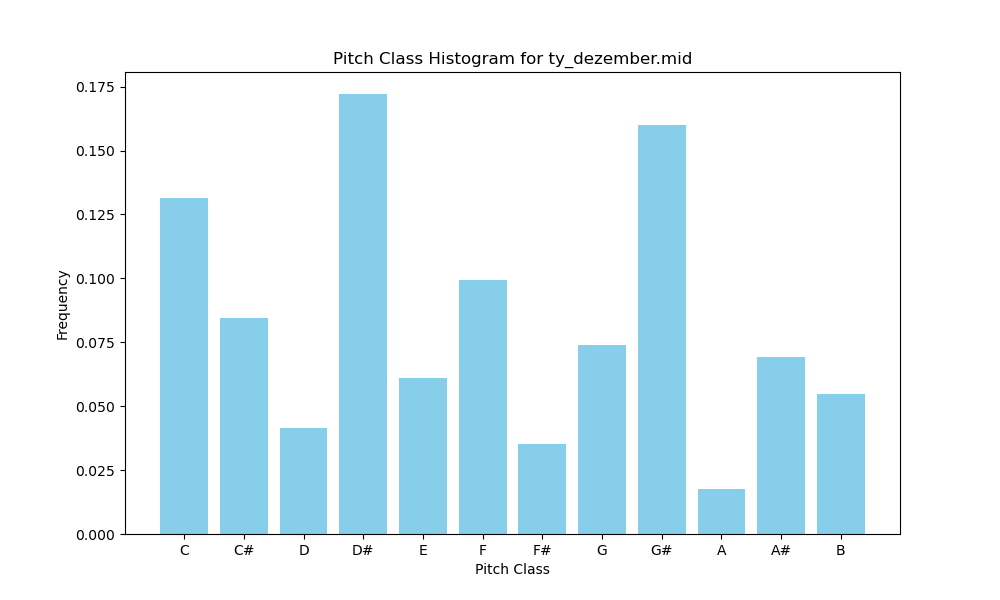 Pitch Class Histogram for ty_dezember.mid
0.175
0.150
0.125
0.100
0.075
0.050
0.025
0.000
Frequency
C C# D D# E F F# G G# A A# B
Pitch Class